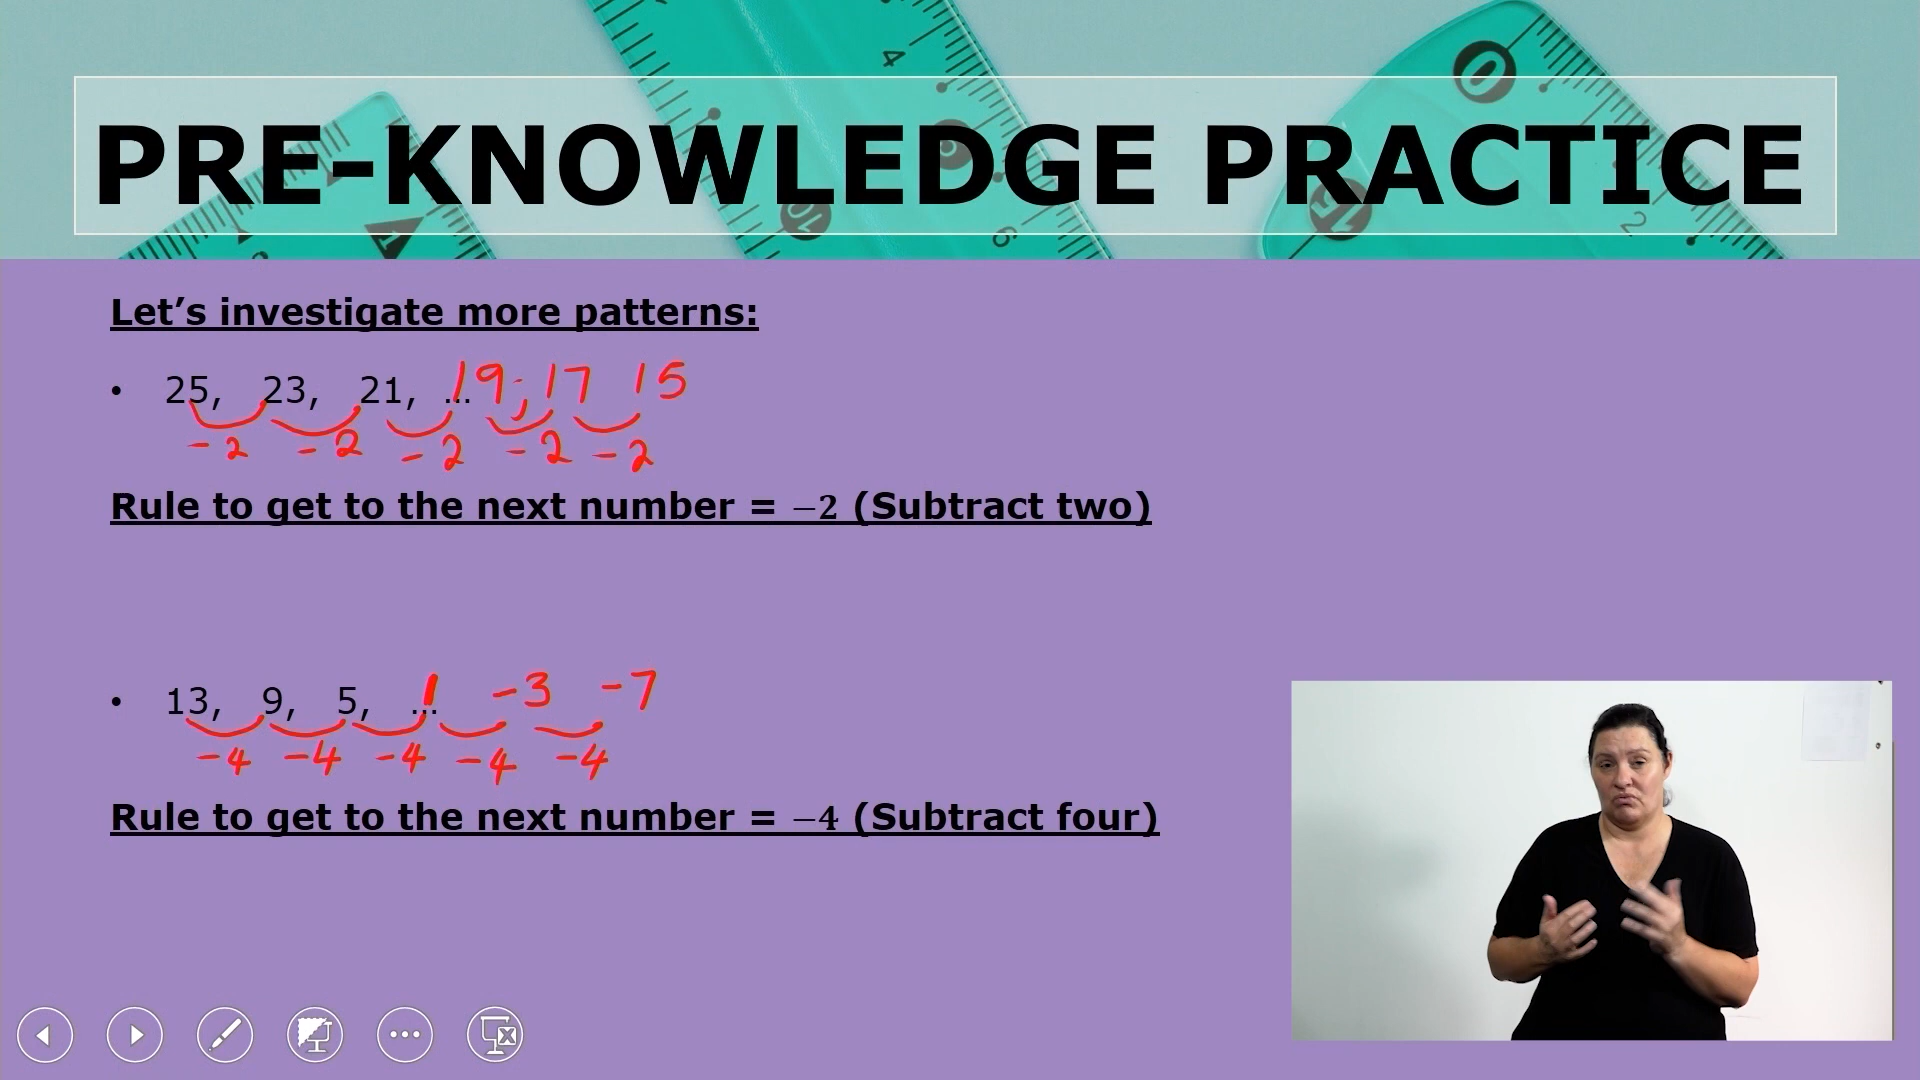 PRE-KNOWLEDGE PRACTICE
Let’s investigate more patterns:
• 25, 23, 21, ... 19; 17 15
-2 -2 -2 -2 -2
Rule to get to the next number = −2 (Subtract two)
• 13, 9, 5, ... 1 -3 -7
-4 -4 -4 -4 -4
Rule to get to the next number = −4 (Subtract four)